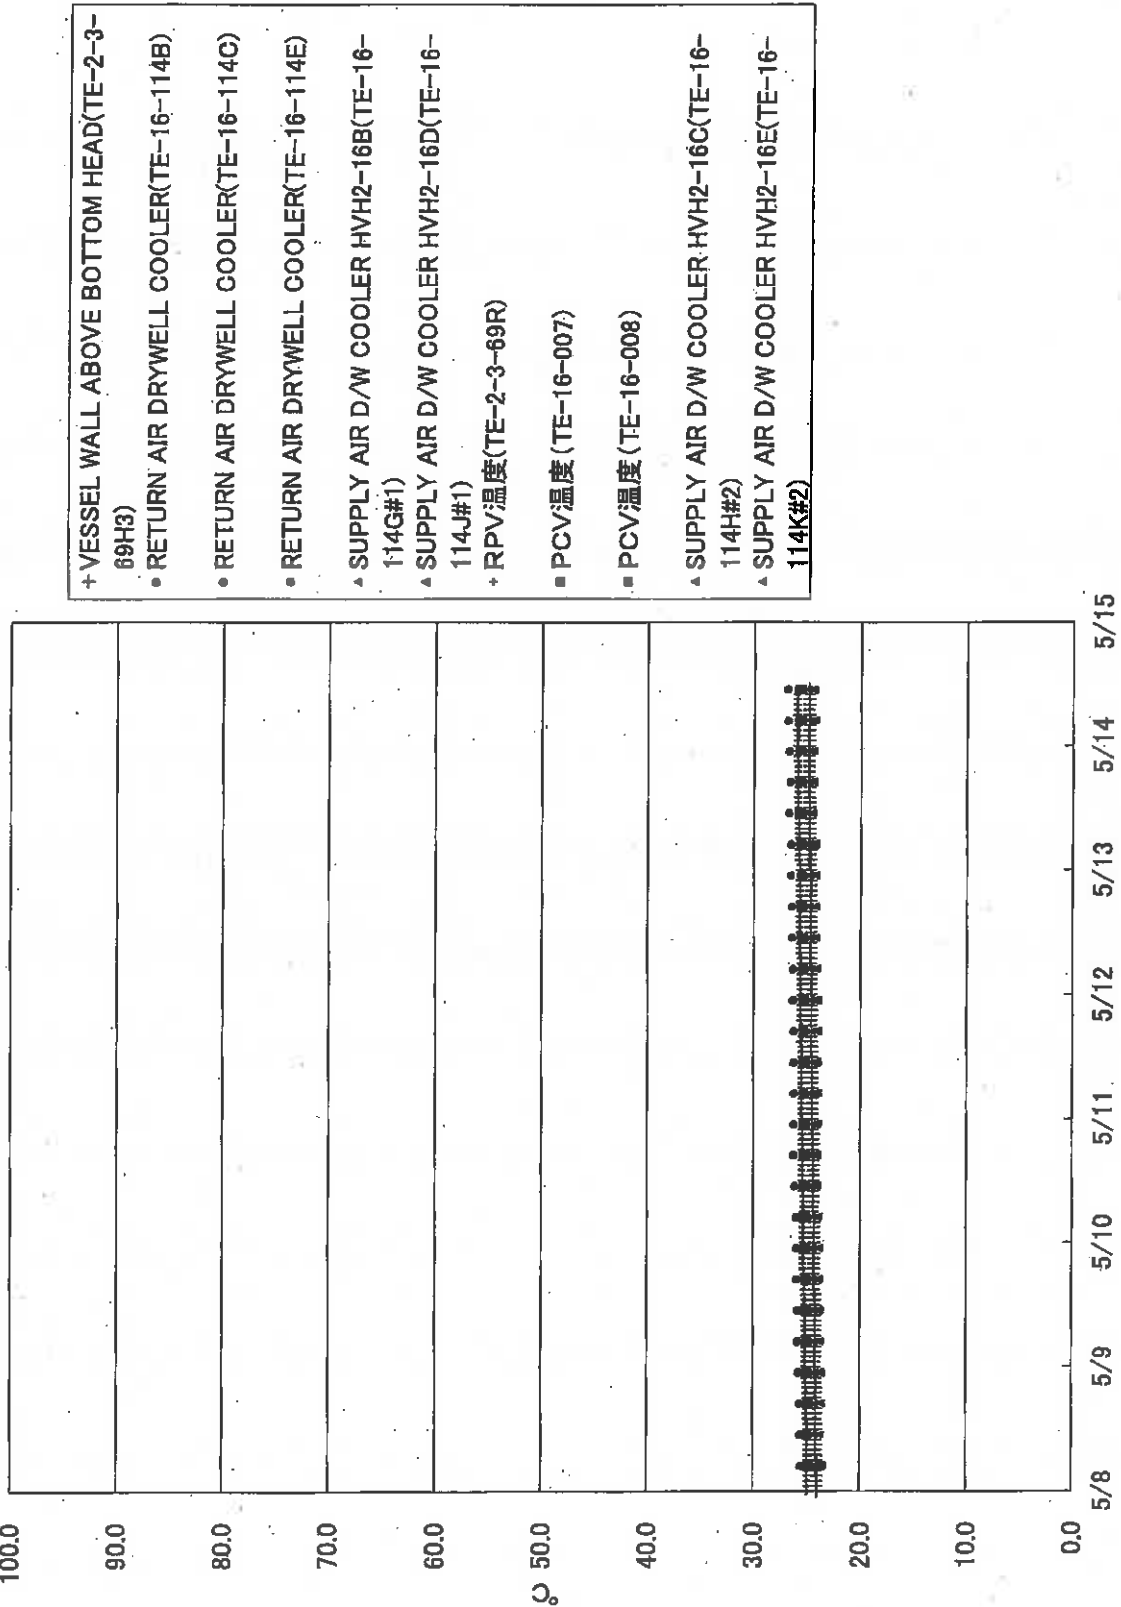 +VESSEL WALL ABOVE BOTTOM HEAD(TE-2-3-
69H3)
●RETURN AIR DRYWELL COOLER(TE-16-114B)
●RETURN AIR DRYWELL COOLER(TE-16-114C)
●RETURN AIR DRYWELL COOLER(TE-16-114E)
▲SUPPLY AIR D/W COOLER HVH2-16B(TE-16-
114G#1)
▲SUPPLY AIR D/W COOLER HVH2-16D(TE-16-
114J#1)
+RPV温度(TE-2-3-69R)
■PCV温度(TE-16-007)
■PCV温度(TE-16-008)
▲SUPPLY AIR D/W COOLER HVH2-16C(TE-16-
114H#2)
▲SUPPLY AIR D/W COOLER HVH2-16E(TE-16-
114K#2)
100.0
90.0
80.0
70.0
60.0
50.0
40.0
30.0
20.0
10.0
0.0
℃
5/8
5/9
5/10
5/11
5/12
5/13
5/14
5/15